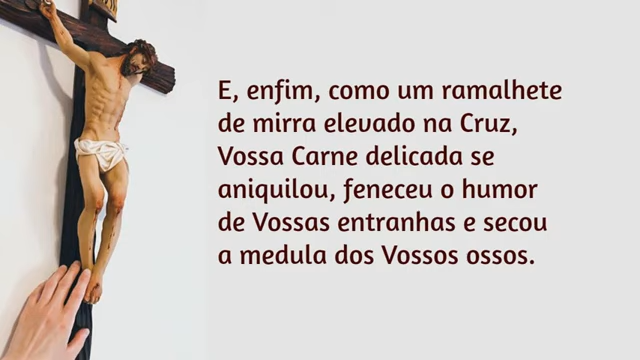 E, enfim, como um ramalhete
de mirra elevado na Cruz,
Vossa Carne delicada se
aniquilou, feneceu o humor
de Vossas entranhas e secou
a medula dos Vossos ossos.